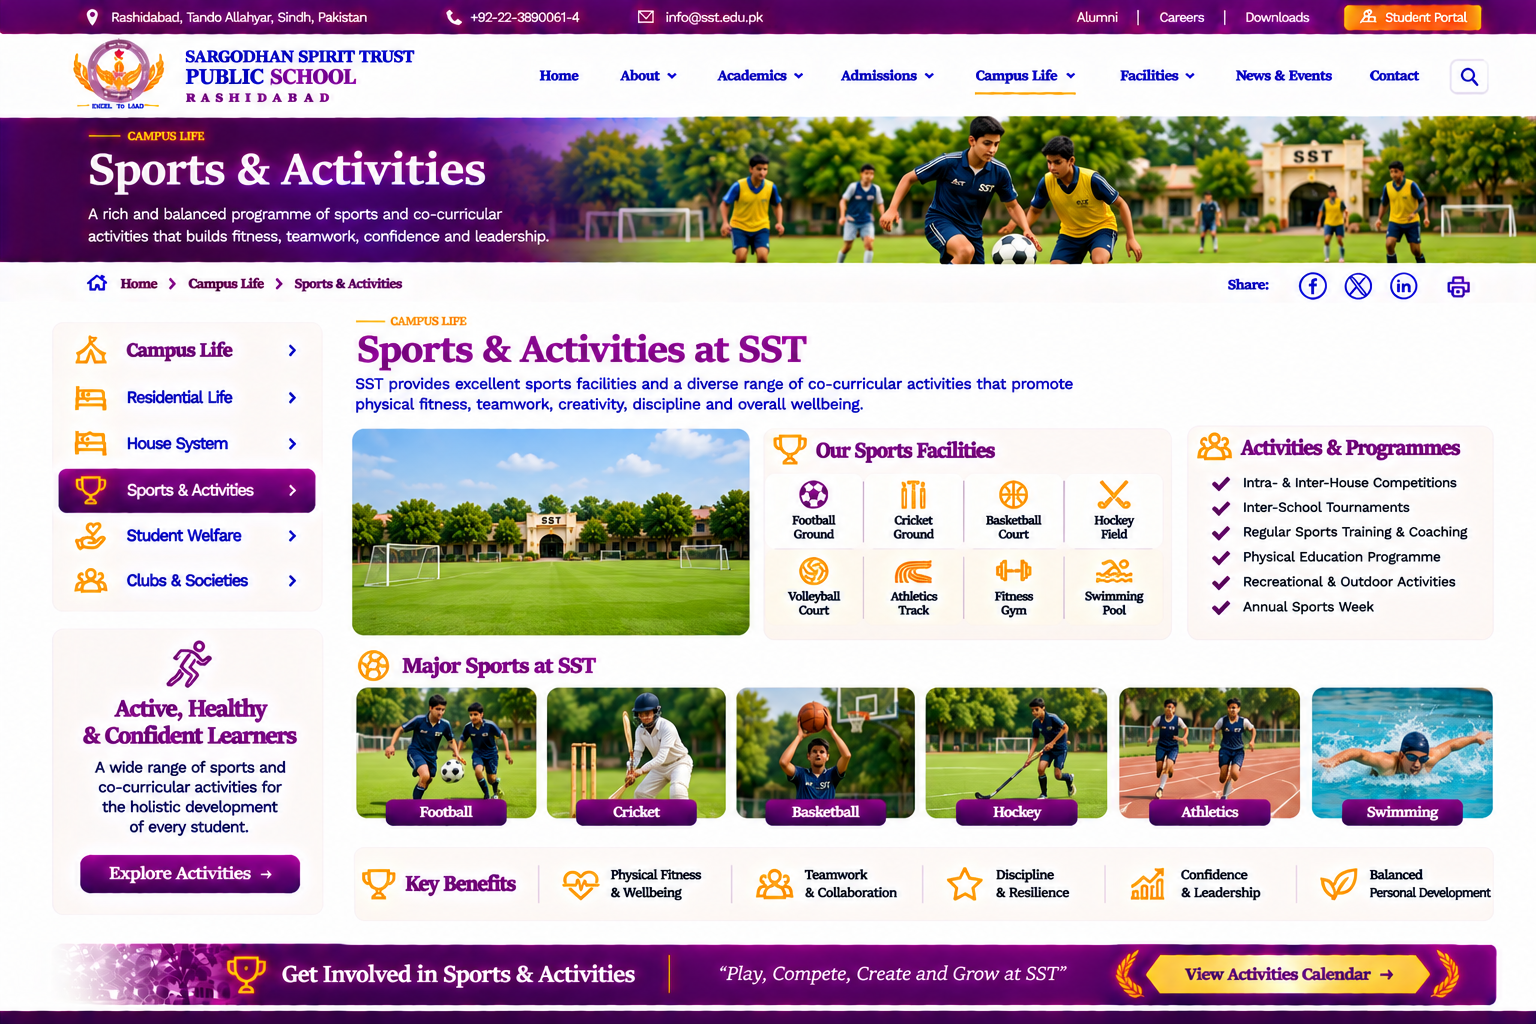 Rashidabad, Tando Allahyar, Sindh, Pakistan
+92-22-3890061-4
info@sst.edu.pk
Alumni
Careers
Downloads
Student Portal
EXCEL TO LEAD
SARGODHAN SPIRIT TRUST
PUBLIC SCHOOL
RASHIDABAD
Home
About
Academics
Admissions
Campus Life
Facilities
News & Events
Contact
CAMPUS LIFE
Sports & Activities
A rich and balanced programme of sports and co-curricular
activities that builds fitness, teamwork, confidence and leadership.
SST
SST
Home
Campus Life
Sports & Activities
Share:
Campus Life
Residential Life
House System
Sports & Activities
Student Welfare
Clubs & Societies
Active, Healthy
& Confident Learners
A wide range of sports and
co-curricular activities for
the holistic development
of every student.
Explore Activities →
CAMPUS LIFE
Sports & Activities at SST
SST provides excellent sports facilities and a diverse range of co-curricular activities that promote
physical fitness, teamwork, creativity, discipline and overall wellbeing.
SST
Our Sports Facilities
Football
Ground
Cricket
Ground
Basketball
Court
Hockey
Field
Volleyball
Court
Athletics
Track
Fitness
Gym
Swimming
Pool
Activities & Programmes
Intra- & Inter-House Competitions
Inter-School Tournaments
Regular Sports Training & Coaching
Physical Education Programme
Recreational & Outdoor Activities
Annual Sports Week
Major Sports at SST
Football
Cricket
Basketball
Hockey
Athletics
Swimming
Key Benefits
Physical Fitness
& Wellbeing
Teamwork
& Collaboration
Discipline
& Resilience
Confidence
& Leadership
Balanced
Personal Development
Get Involved in Sports & Activities
“Play, Compete, Create and Grow at SST”
View Activities Calendar →